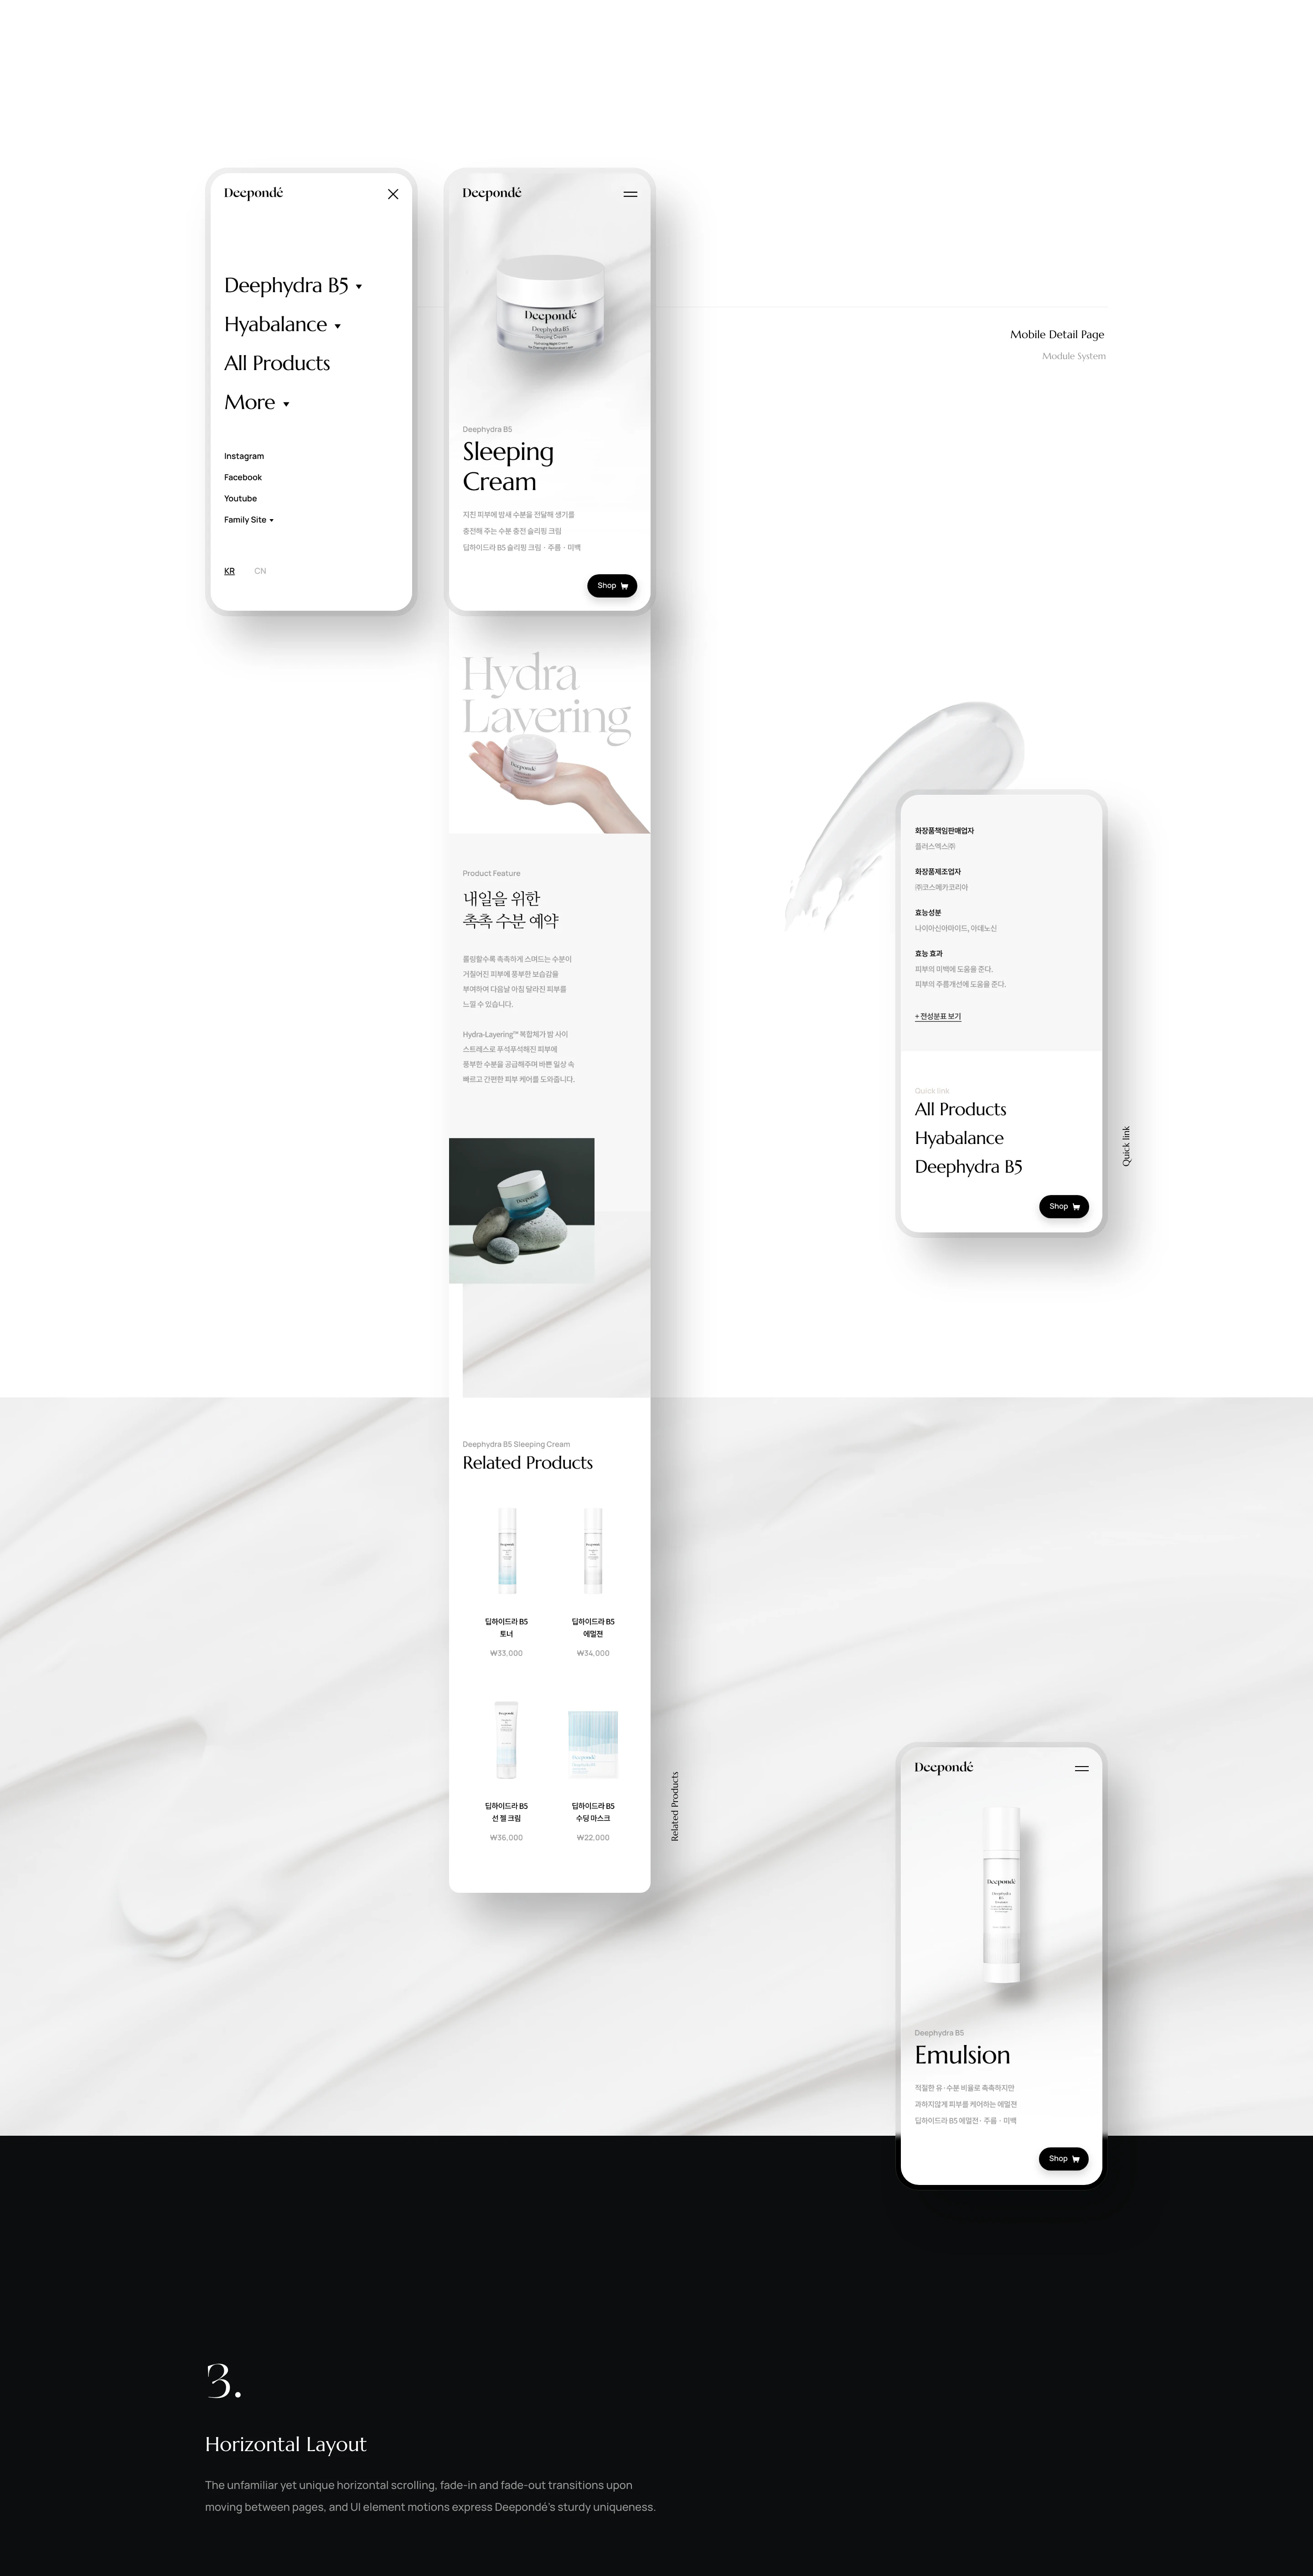 Deepondé
Deephydra B5
Hyabalance
All Products
More
Instagram
Facebook
Youtube
Family Site
KR CN
Deepondé
Deepondé
Deephydra B5
Sleeping Cream
Deephydra B5
Sleeping
Cream
지친 피부에 밤새 수분을 전달해 생기를
충전해 주는 수분 충전 슬리핑 크림
딥하이드라 B5 슬리핑 크림 · 주름 · 미백
Shop
Mobile Detail Page
Module System
Hydra
Layering
Deepondé
Product Feature
내일을 위한
촉촉 수분 예약
롤링할수록 촉촉하게 스며드는 수분이
거칠어진 피부에 풍부한 보습감을
부여하여 다음날 아침 달라진 피부를
느낄 수 있습니다.
Hydra-Layering™ 복합체가 밤 사이
스트레스로 푸석푸석해진 피부에
풍부한 수분을 공급해주며 바쁜 일상 속
빠르고 간편한 피부 케어를 도와줍니다.
Deepondé
화장품책임판매업자
플러스엑스㈜
화장품제조업자
㈜코스메카코리아
효능성분
나이아신아마이드, 아데노신
효능 효과
피부의 미백에 도움을 준다.
피부의 주름개선에 도움을 준다.
+ 전성분표 보기
Quick link
All Products
Hyabalance
Deephydra B5
Shop
Quick link
Deephydra B5 Sleeping Cream
Related Products
Deepondé
Deepondé
딥하이드라 B5
토너
₩33,000
딥하이드라 B5
에멀젼
₩34,000
Deepondé
Deepondé
딥하이드라 B5
선 젤 크림
₩36,000
딥하이드라 B5
수딩 마스크
₩22,000
Related Products
Deepondé
Deepondé
Deephydra
B5
Deephydra B5
Emulsion
적절한 유·수분 비율로 촉촉하지만
과하지않게 피부를 케어하는 에멀젼
딥하이드라 B5 에멀젼 · 주름 · 미백
Shop
3.
Horizontal Layout
The unfamiliar yet unique horizontal scrolling, fade-in and fade-out transitions upon
moving between pages, and UI element motions express Deepondé's sturdy uniqueness.